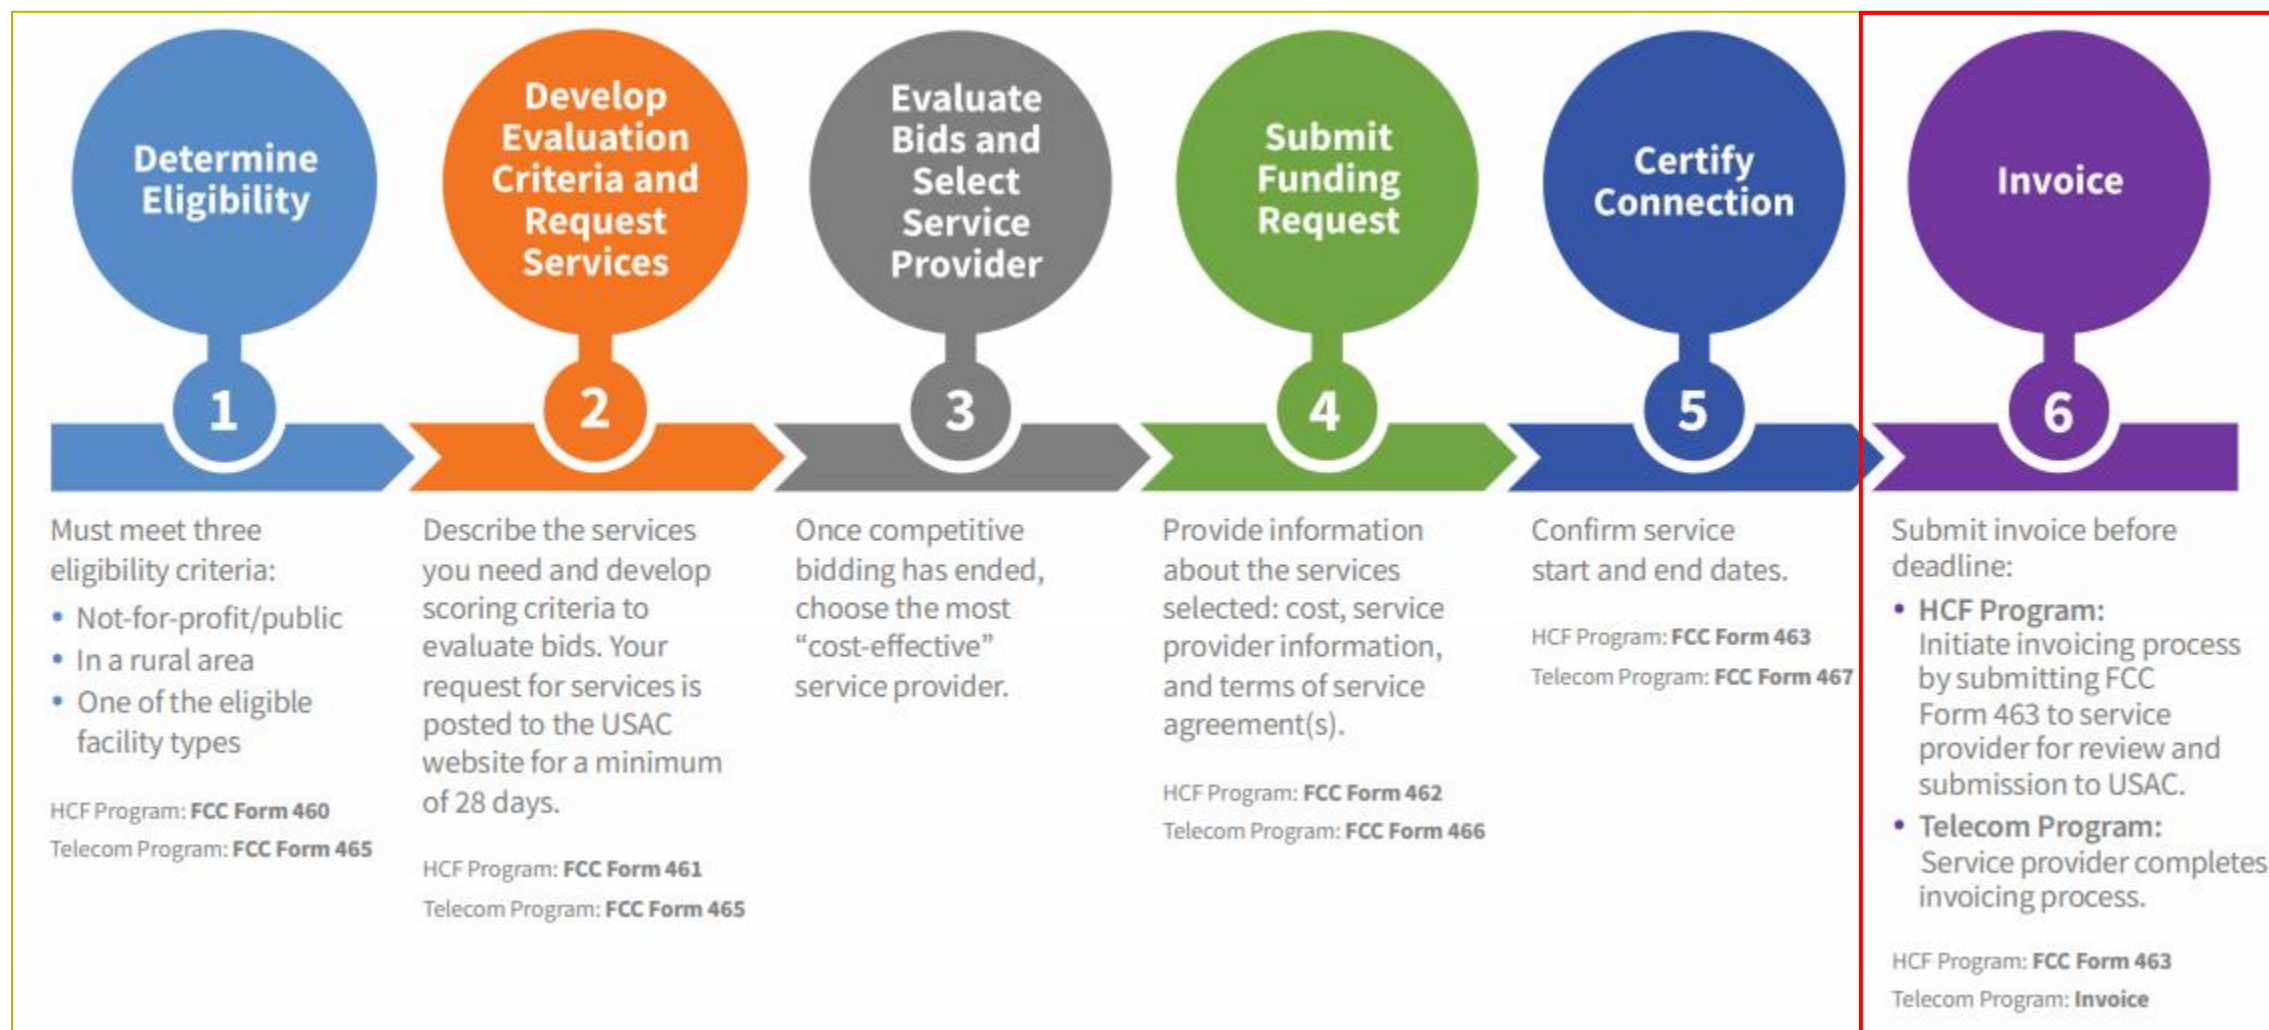 Determine
Eligibility
1
Must meet three
eligibility criteria:
• Not-for-profit/public
• In a rural area
• One of the eligible
facility types
HCF Program: FCC Form 460
Telecom Program: FCC Form 465
Develop
Evaluation
Criteria and
Request
Services
2
Describe the services
you need and develop
scoring criteria to
evaluate bids. Your
request for services is
posted to the USAC
website for a minimum
of 28 days.
HCF Program: FCC Form 461
Telecom Program: FCC Form 465
Evaluate
Bids and
Select
Service
Provider
3
Once competitive
bidding has ended,
choose the most
“cost-effective”
service provider.
Submit
Funding
Request
4
Provide information
about the services
selected: cost, service
provider information,
and terms of service
agreement(s).
HCF Program: FCC Form 462
Telecom Program: FCC Form 466
Certify
Connection
5
Confirm service
start and end dates.
HCF Program: FCC Form 463
Telecom Program: FCC Form 467
Invoice
6
Submit invoice before
deadline:
• HCF Program:
Initiate invoicing process
by submitting FCC
Form 463 to service
provider for review and
submission to USAC.
• Telecom Program:
Service provider completes
invoicing process.
HCF Program: FCC Form 463
Telecom Program: Invoice